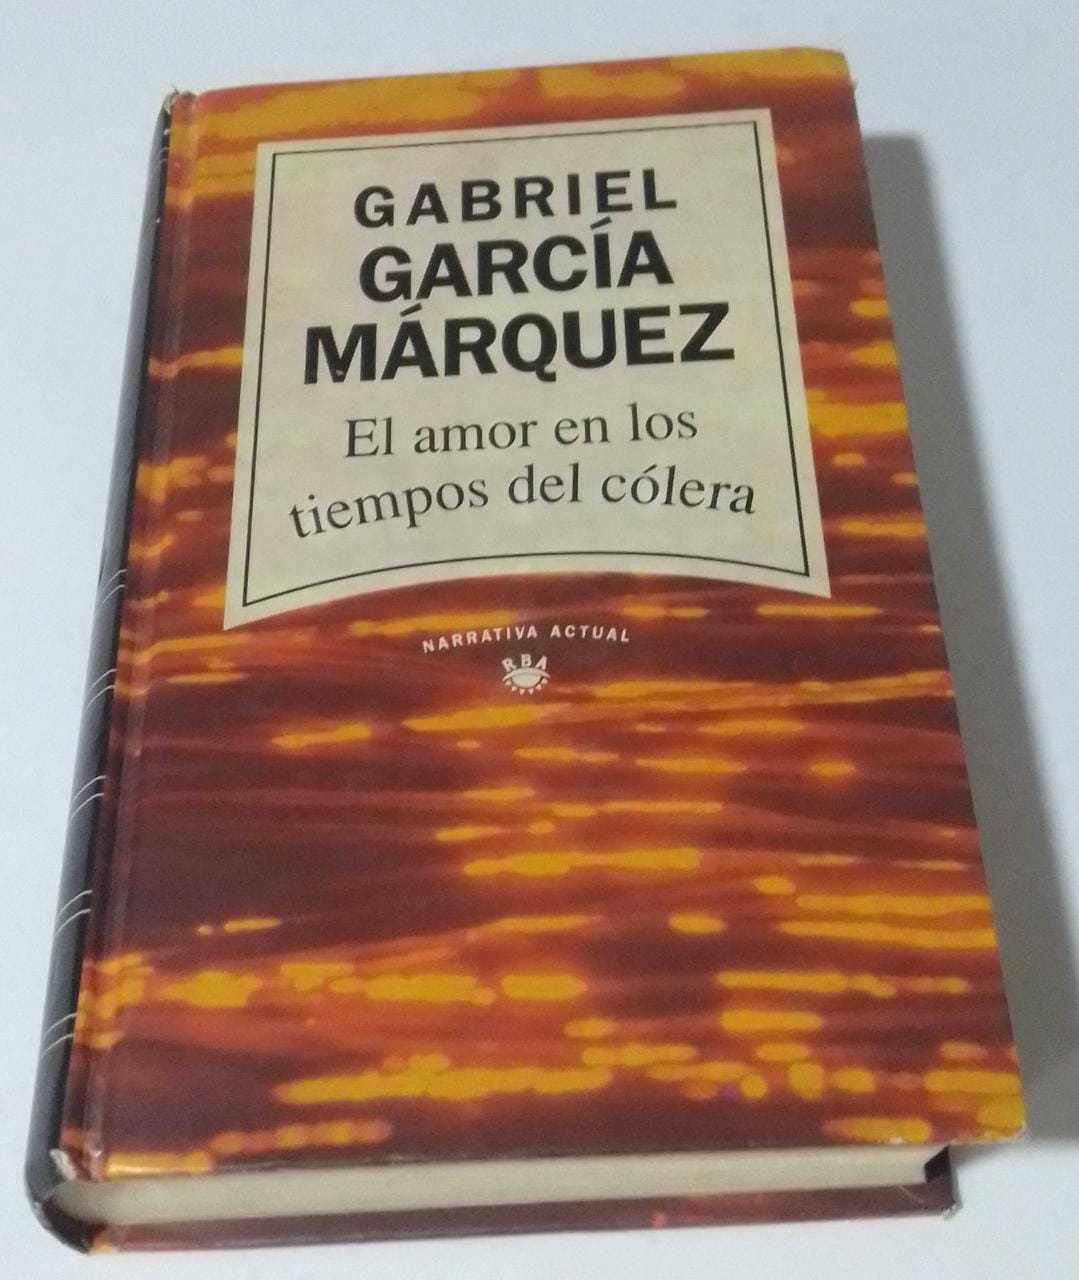 GABRIEL
GARCÍA
MÁRQUEZ
El amor en los
tiempos del cólera
NARRATIVA ACTUAL
RBA